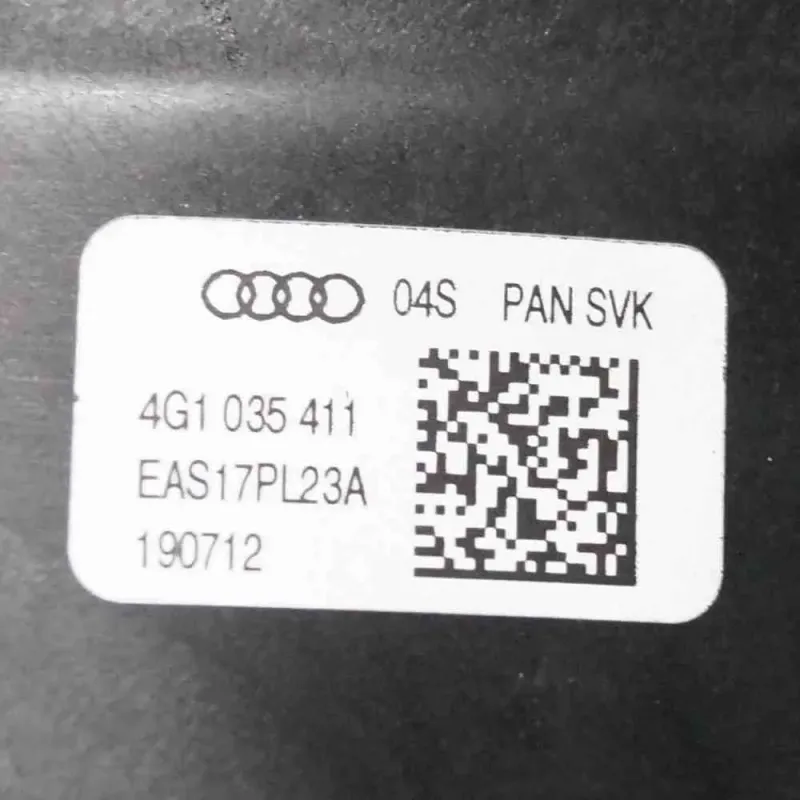 04S PAN SVK
4G1 035 411
EAS17PL23A
190712